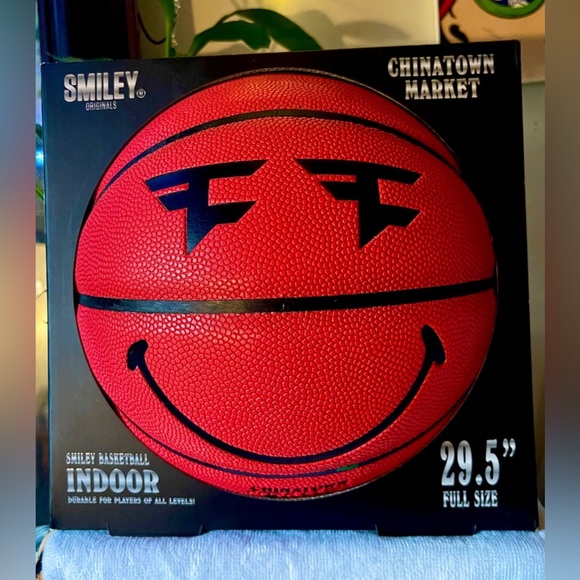 SMILEY®
ORIGINALS
CHINATOWN
MARKET
SMILEY BASKETBALL
INDOOR
DURABLE FOR PLAYERS OF ALL LEVELS!
29.5”
FULL SIZE